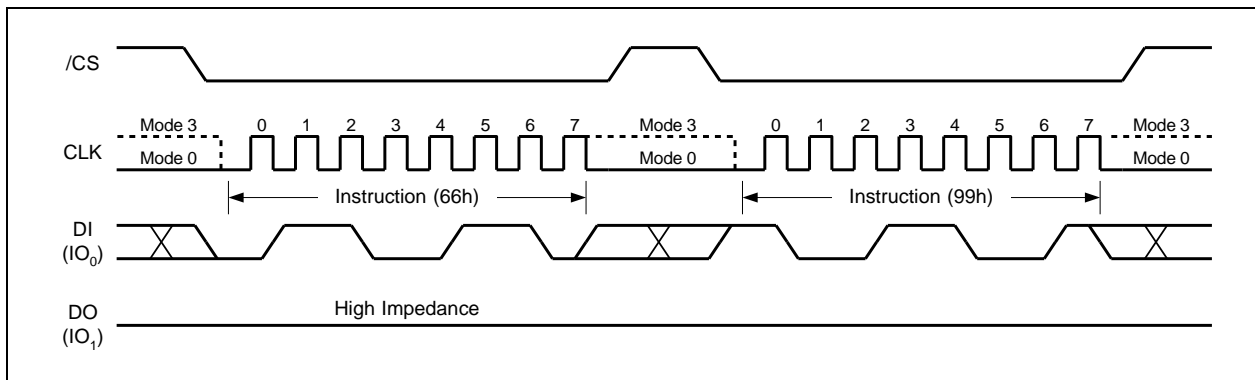 /CS
Mode 3 0 1 2 3 4 5 6 7 Mode 3 0 1 2 3 4 5 6 7 Mode 3
CLK
Mode 0 Mode 0 Mode 0
Instruction (66h) Instruction (99h)
DI
(IO₀)
High Impedance
DO
(IO₁)